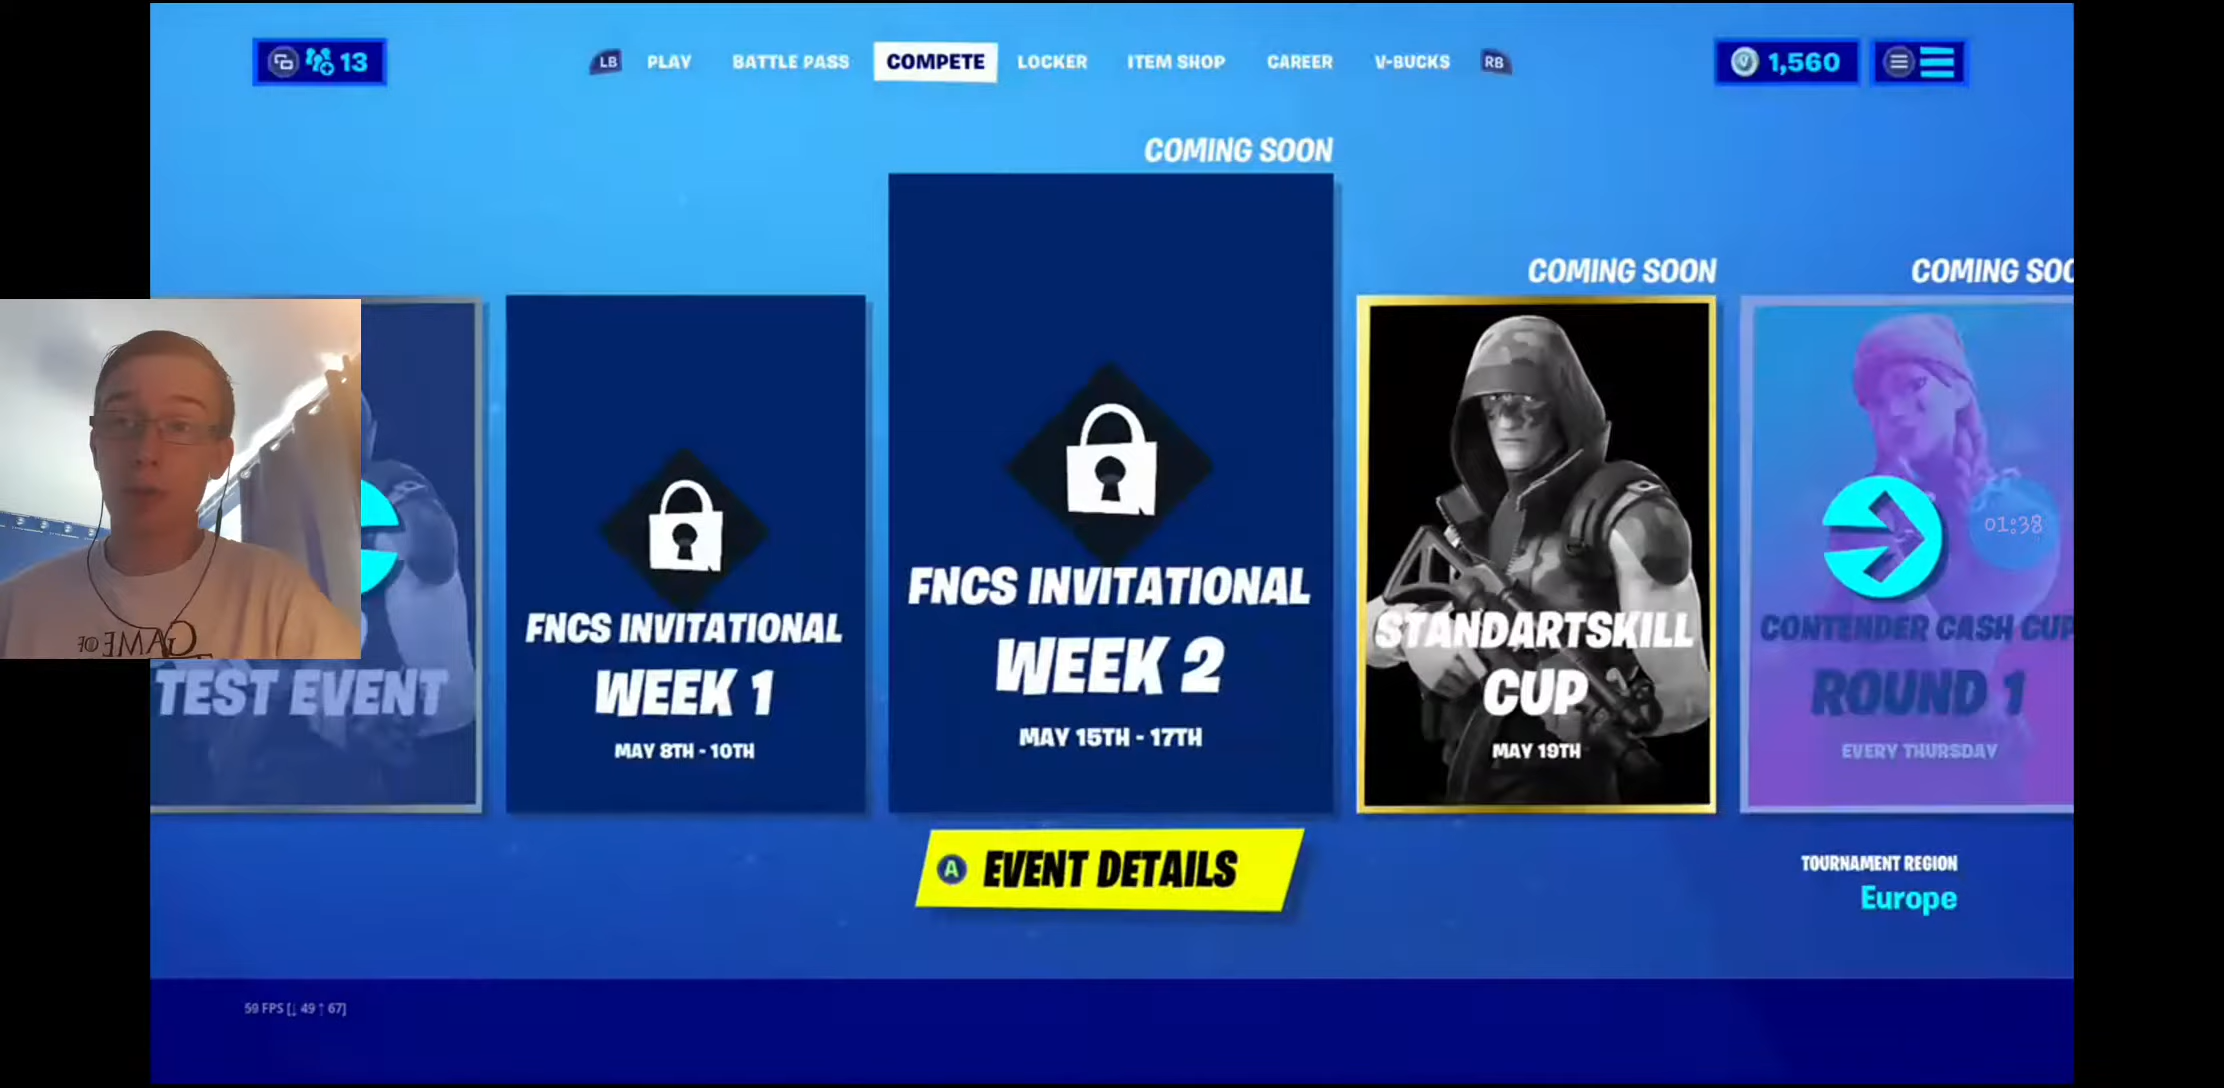 13
LB PLAY BATTLE PASS COMPETE LOCKER ITEM SHOP CAREER V-BUCKS RB
1,560
COMING SOON
COMING SOON
COMING SOO
TEST EVENT
FNCS INVITATIONAL
WEEK 1
MAY 8TH - 10TH
FNCS INVITATIONAL
WEEK 2
MAY 15TH - 17TH
STANDARTSKILL
CUP
MAY 19TH
01:38
CONTENDER CASH CUP
ROUND 1
EVERY THURSDAY
GAME OF
A EVENT DETAILS
TOURNAMENT REGION
Europe
59 FPS [↓ 49 ↑ 67]